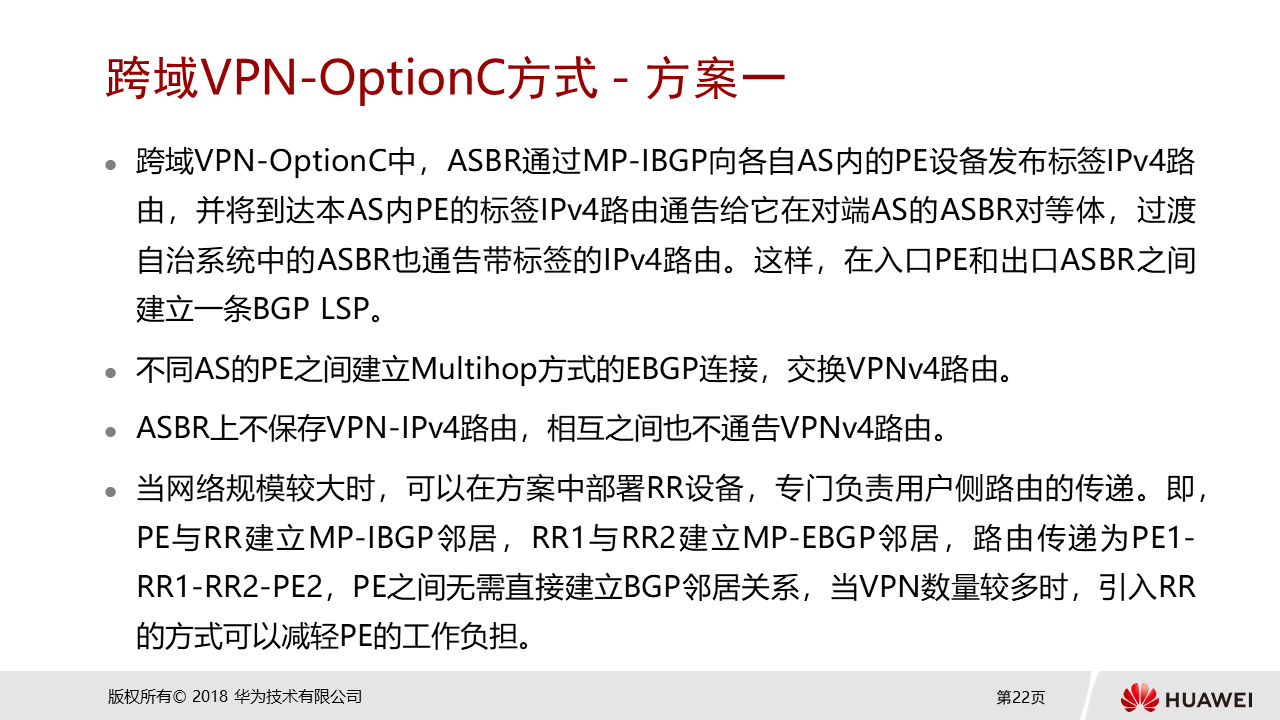 跨域VPN-OptionC方式 - 方案一
● 跨域VPN-OptionC中，ASBR通过MP-IBGP向各自AS内的PE设备发布标签IPv4路
由，并将到达本AS内PE的标签IPv4路由通告给它在对端AS的ASBR对等体，过渡
自治系统中的ASBR也通告带标签的IPv4路由。这样，在入口PE和出口ASBR之间
建立一条BGP LSP。
● 不同AS的PE之间建立Multihop方式的EBGP连接，交换VPNv4路由。
● ASBR上不保存VPN-IPv4路由，相互之间也不通告VPNv4路由。
● 当网络规模较大时，可以在方案中部署RR设备，专门负责用户侧路由的传递。即，
PE与RR建立MP-IBGP邻居，RR1与RR2建立MP-EBGP邻居，路由传递为PE1-
RR1-RR2-PE2，PE之间无需直接建立BGP邻居关系，当VPN数量较多时，引入RR
的方式可以减轻PE的工作负担。
版权所有© 2018 华为技术有限公司
第22页
HUAWEI